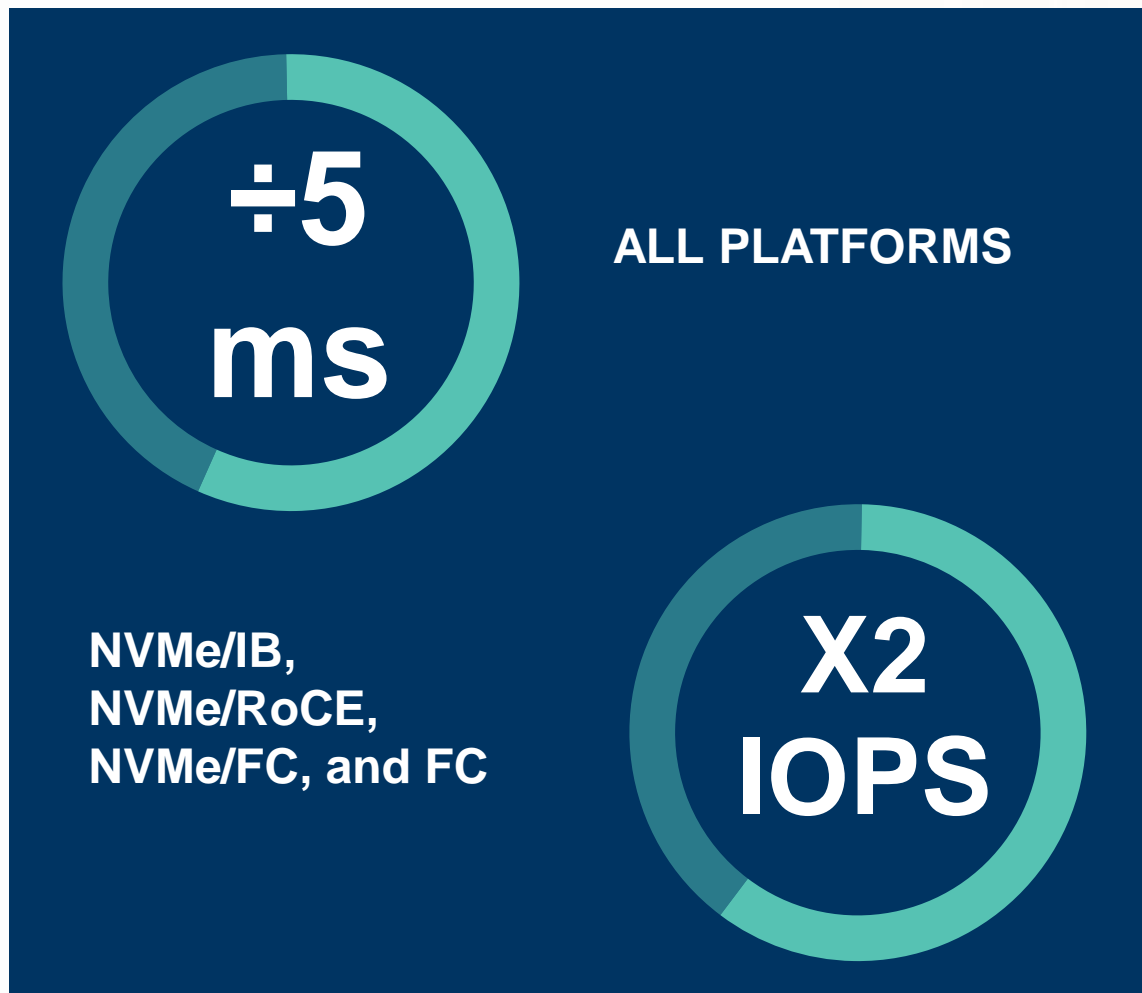 ÷5
ms
ALL PLATFORMS
NVMe/IB,
NVMe/RoCE,
NVMe/FC, and FC
X2
IOPS